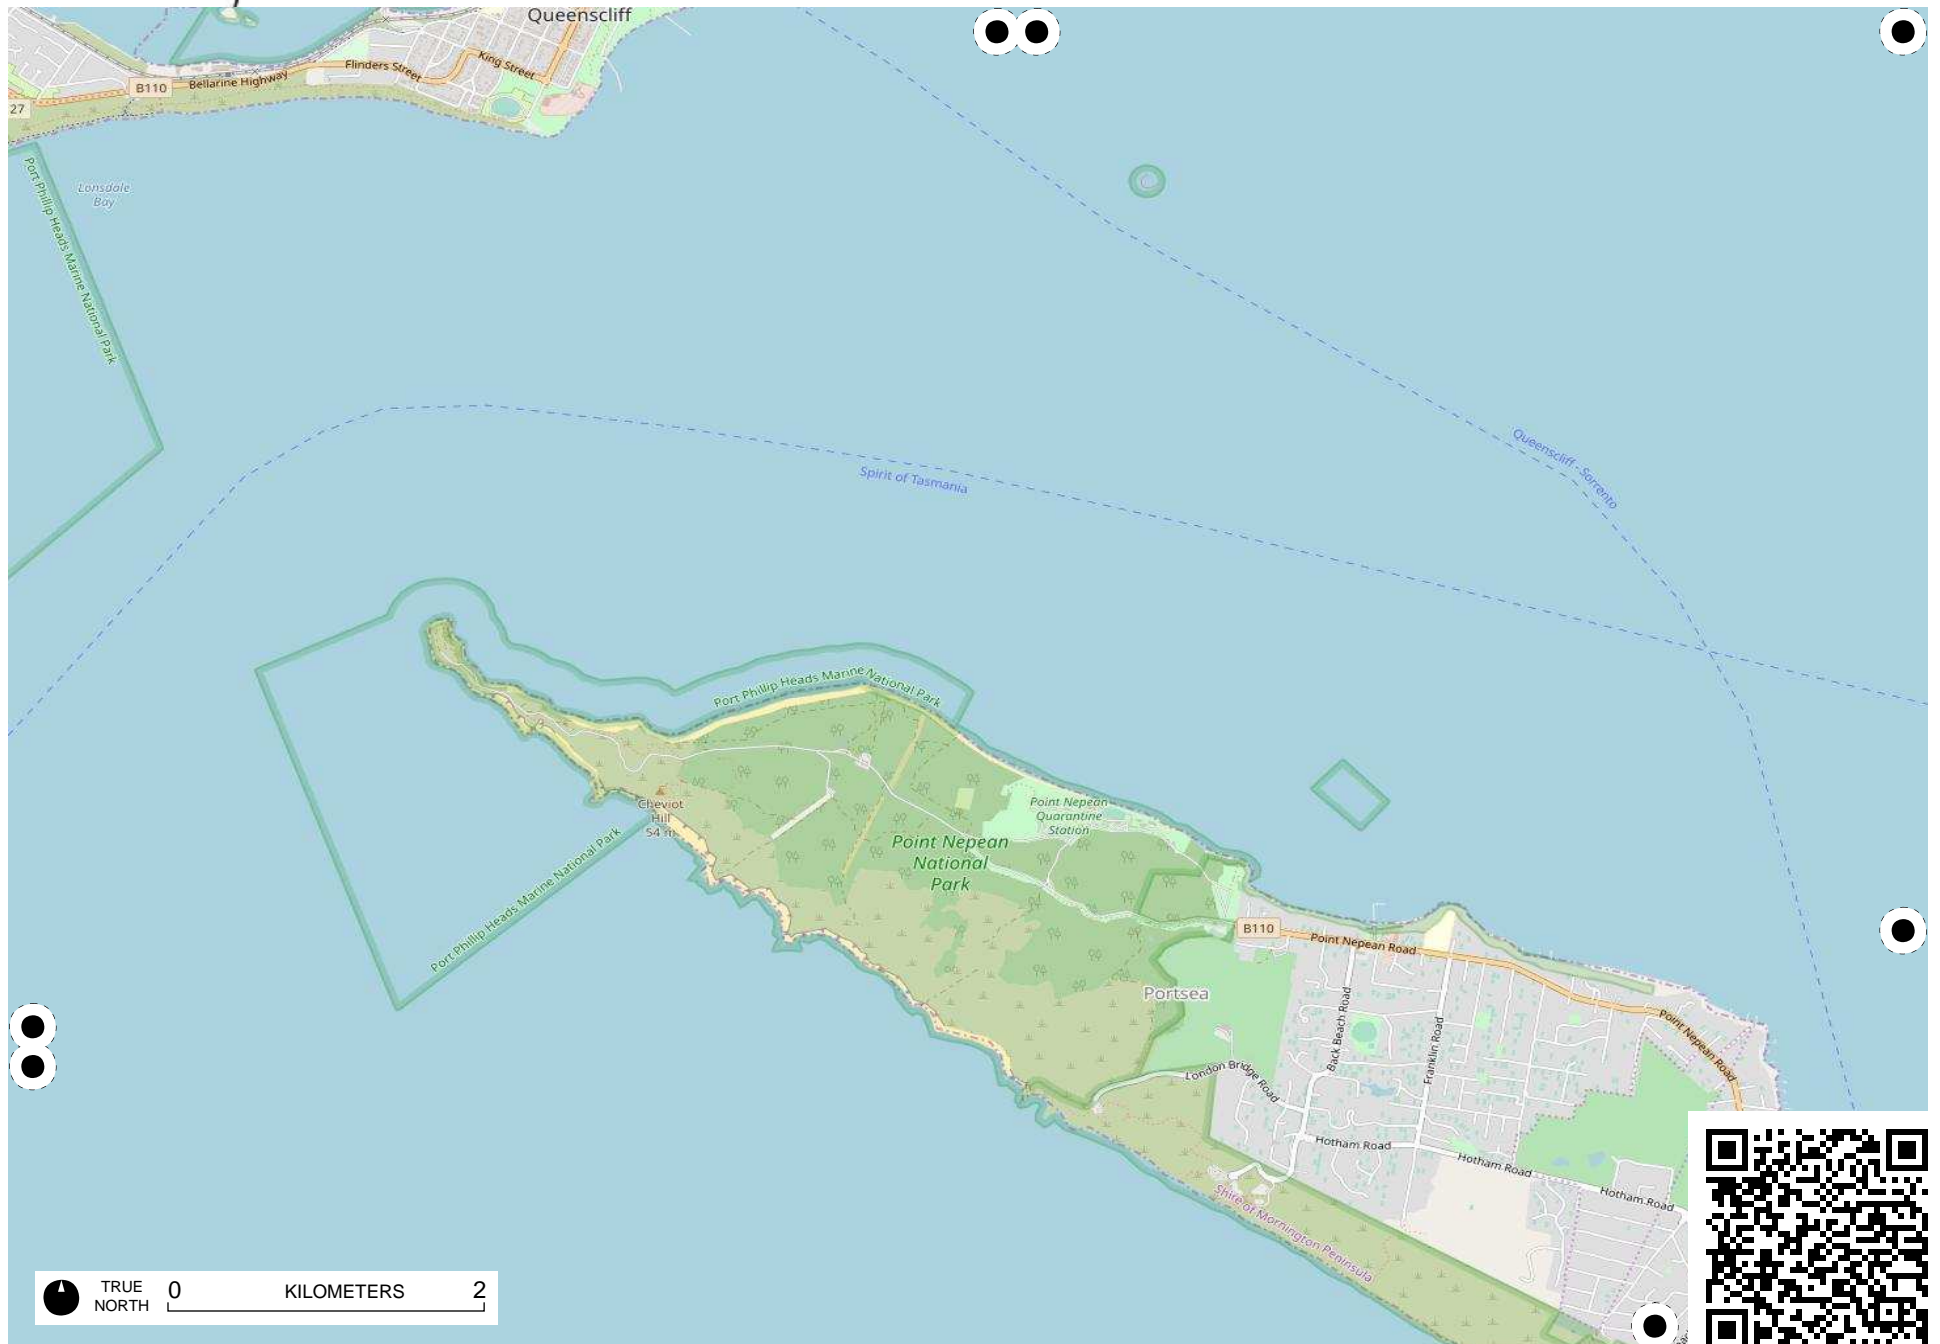 Queenscliff
King Street
Flinders Street
Bellarine Highway
B110
27
Lonsdale
Bay
Port Phillip Heads Marine National Park
Queenscliff - Sorrento
Spirit of Tasmania
Port Phillip Heads Marine National Park
Cheviot
Hill
54 m
Point Nepean
Quarantine
Station
Point Nepean
National
Park
Port Phillip Heads Marine National Park
B110
Point Nepean Road
Portsea
Back Beach Road
Franklin Road
Point Nepean Road
London Bridge Road
Hotham Road
Hotham Road
Hotham Road
Shire of Mornington Peninsula
TRUE
NORTH
0 KILOMETERS 2